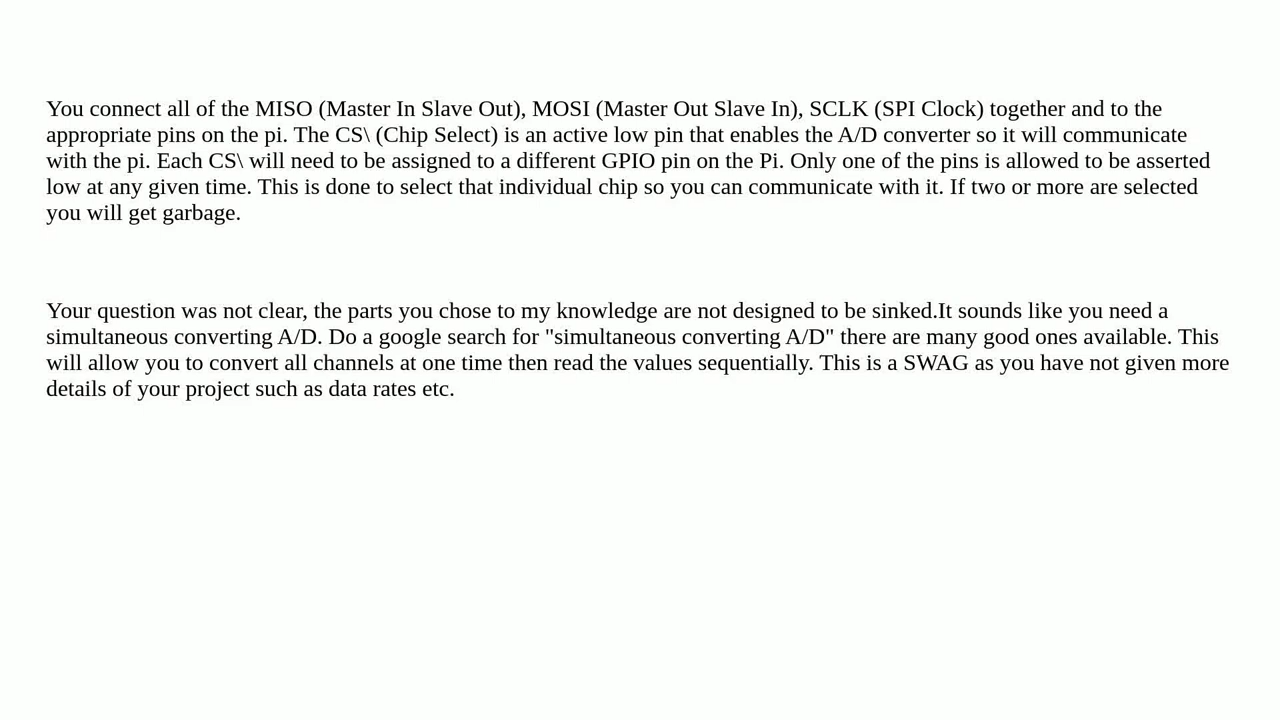 You connect all of the MISO (Master In Slave Out), MOSI (Master Out Slave In), SCLK (SPI Clock) together and to the
appropriate pins on the pi. The CS\ (Chip Select) is an active low pin that enables the A/D converter so it will communicate
with the pi. Each CS\ will need to be assigned to a different GPIO pin on the Pi. Only one of the pins is allowed to be asserted
low at any given time. This is done to select that individual chip so you can communicate with it. If two or more are selected
you will get garbage.
Your question was not clear, the parts you chose to my knowledge are not designed to be sinked.It sounds like you need a
simultaneous converting A/D. Do a google search for "simultaneous converting A/D" there are many good ones available. This
will allow you to convert all channels at one time then read the values sequentially. This is a SWAG as you have not given more
details of your project such as data rates etc.